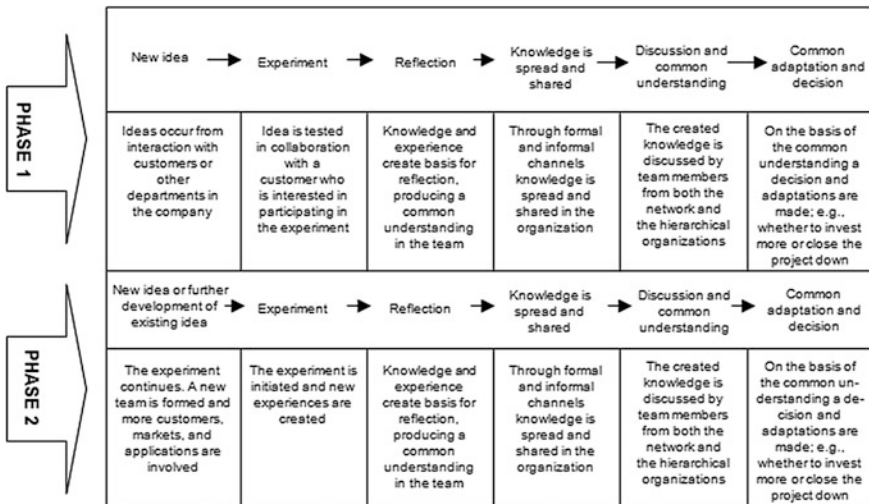 PHASE 1
New idea
Experiment
Reflection
Knowledge is
spread and
shared
Discussion and
common
understanding
Common
adaptation and
decision
Ideas occur from
interaction with
customers or
other
departments in
the company
Idea is tested
in collaboration
with a
customer who
is interested in
participating in
the experiment
Knowledge and
experience
create basis for
reflection,
producing a
common
understanding
in the team
Through formal
and informal
channels
knowledge is
spread and
shared in the
organization
The created
knowledge is
discussed by
team members
from both the
network and
the hierarchical
organizations
On the basis of
the common
understanding a
decision and
adaptations are
made; e.g.,
whether to invest
more or close the
project down
PHASE 2
New idea or further
development of
existing idea
Experiment
Reflection
Knowledge is
spread and
shared
Discussion and
common
understanding
Common
adaptation and
decision
The experiment
continues. A new
team is formed and
more customers,
markets, and
applications are
involved
The experiment is
initiated and new
experiences are
created
Knowledge and
experience
create basis for
reflection,
producing a
common
understanding
in the team
Through formal
and informal
channels
knowledge is
spread and
shared in the
organization
The created
knowledge is
discussed by
team members
from both the
network and
the hierarchical
organizations
On the basis of
the common un-
derstanding a de-
cision and
adaptations are
made; e.g.,
whether to invest
more or close the
project down